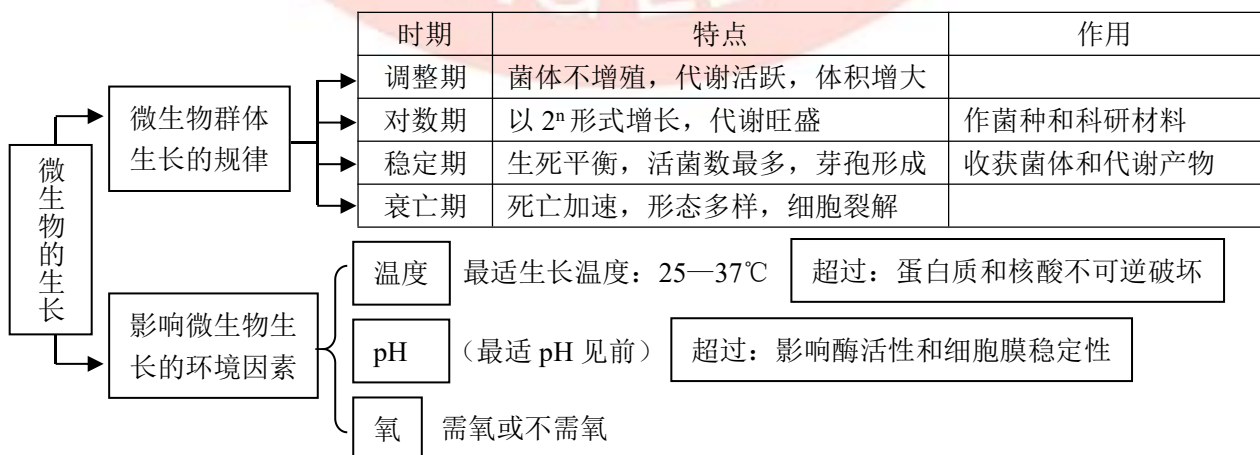 时期 特点 作用
调整期 菌体不增殖，代谢活跃，体积增大
对数期 以 2ⁿ 形式增长，代谢旺盛 作菌种和科研材料
稳定期 生死平衡，活菌数最多，芽孢形成 收获菌体和代谢产物
衰亡期 死亡加速，形态多样，细胞裂解
微生物群体
生长的规律
微生物的生长
影响微生物生
长的环境因素
温度 最适生长温度：25—37℃ 超过：蛋白质和核酸不可逆破坏
pH （最适 pH 见前） 超过：影响酶活性和细胞膜稳定性
氧 需氧或不需氧